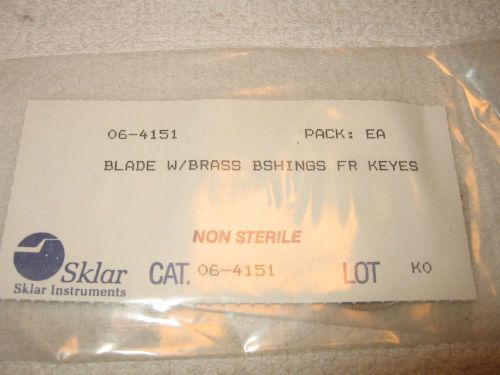 06-4151 PACK: EA
BLADE W/BRASS BSHINGS FR KEYES
NON STERILE
Sklar CAT. 06-4151 LOT KO
Sklar Instruments